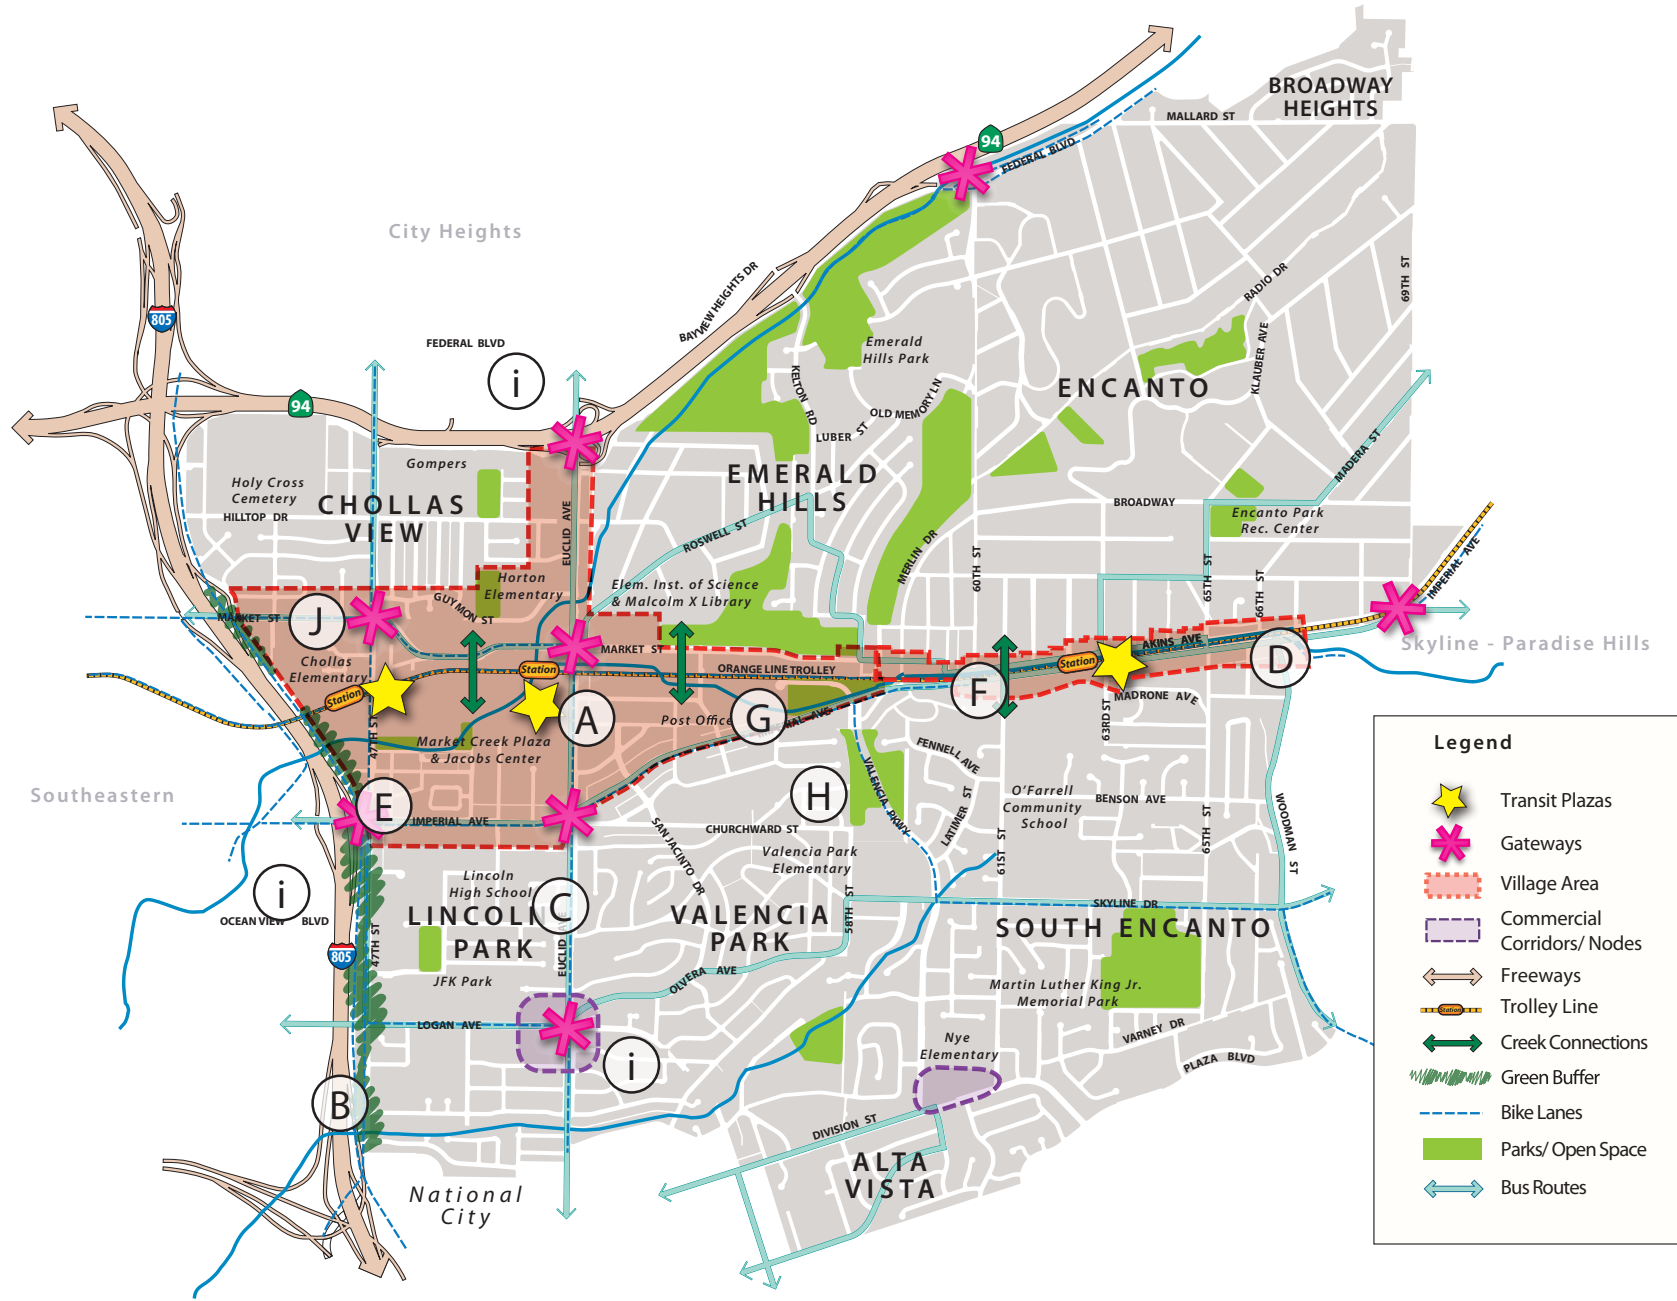 BROADWAY
HEIGHTS
MALLARD ST
94
FEDERAL BLVD
City Heights
BAYVIEW HEIGHTS DR
RADIO DR
69TH ST
805
FEDERAL BLVD
i
Emerald
Hills Park
KLAUBER AVE
ENCANTO
KELTON RD
OLD MEMORY LN
94
LUBER ST
MADERA ST
Gompers
EMERALD
HILLS
Holy Cross
Cemetery
CHOLLAS
VIEW
HILLTOP DR
BROADWAY
Encanto Park
Rec. Center
EUCLID AVE
ROSWELL ST
MERLIN DR
60TH ST
65TH ST
66TH ST
IMPERIAL AVE
Horton
Elementary
Elem. Inst. of Science
& Malcolm X Library
GUYMON ST
MARKET ST
J
MARKET ST
AKINS AVE
Skyline - Paradise Hills
Chollas
Elementary
Station
ORANGE LINE TROLLEY
Station
D
Station
F
MADRONE AVE
63RD ST
A
Post Office
G
IAL AVE
47TH ST
Market Creek Plaza
& Jacobs Center
FENNELL AVE
VALENCIA PKWY
Southeastern
H
O'Farrell
Community
School
BENSON AVE
LATIMER ST
E
IMPERIAL AVE
SAN JACINTO DR
CHURCHWARD ST
61ST ST
65TH ST
WOODMAN ST
Valencia Park
Elementary
Lincoln
High School
i
OCEAN VIEW BLVD
C
LINCOLN
PARK
VALENCIA
PARK
58TH ST
SKYLINE DR
SOUTH ENCANTO
805
47TH ST
EUCLID A
JFK Park
OLVERA AVE
Martin Luther King Jr.
Memorial Park
LOGAN AVE
Nye
Elementary
VARNEY DR
PLAZA BLVD
i
B
DIVISION ST
ALTA
VISTA
National
City
Legend
Transit Plazas
Gateways
Village Area
Commercial
Corridors/ Nodes
Freeways
Station
Trolley Line
Creek Connections
Green Buffer
Bike Lanes
Parks/ Open Space
Bus Routes